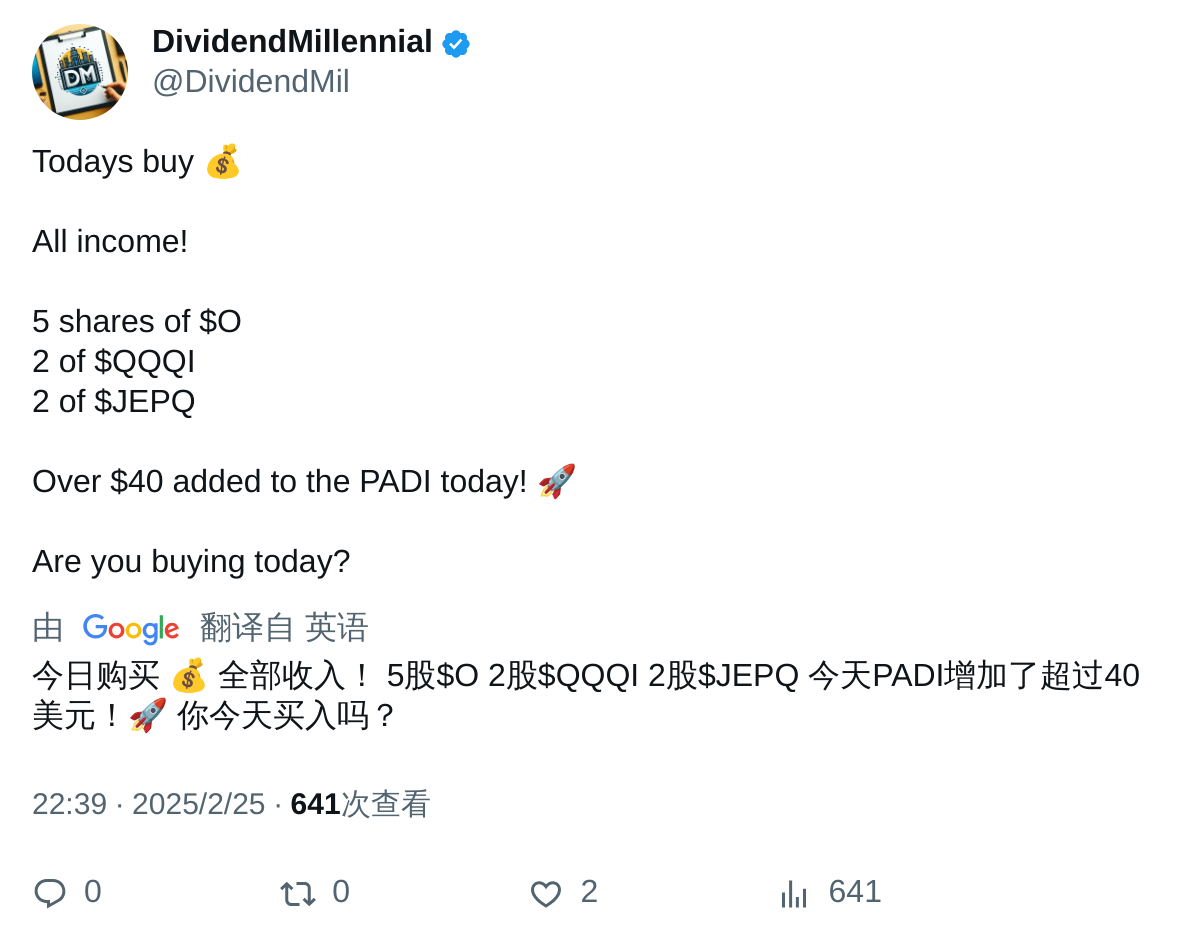 DM
DividendMillennial
@DividendMil
Todays buy 💰
All income!
5 shares of $O
2 of $QQQI
2 of $JEPQ
Over $40 added to the PADI today! 🚀
Are you buying today?
由 Google 翻译自 英语
今日购买 💰 全部收入！ 5股$O 2股$QQQI 2股$JEPQ 今天PADI增加了超过40
美元！🚀 你今天买入吗？
22:39 · 2025/2/25 · 641次查看
0 0 2 641